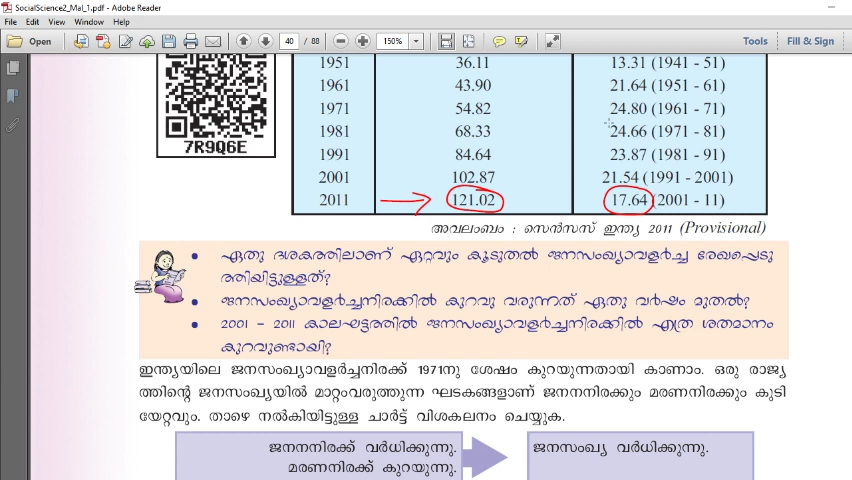 SocialScience2_Mal_1.pdf - Adobe Reader
File Edit View Window Help
Open 40 / 88 150% Tools Fill & Sign
1951 36.11 13.31 (1941 - 51)
1961 43.90 21.64 (1951 - 61)
1971 54.82 24.80 (1961 - 71)
1981 68.33 24.66 (1971 - 81)
1991 84.64 23.87 (1981 - 91)
2001 102.87 21.54 (1991 - 2001)
2011 121.02 17.64 (2001 - 11)
7R9Q6E
അവലംബം : സെൻസസ് ഇന്ത്യ 2011 (Provisional)
• ഏതു ദശകത്തിലാണ് ഏറ്റവും കൂടുതൽ ജനസംഖ്യാവളർച്ച രേഖപ്പെടു
ത്തിയിട്ടുള്ളത്?
• ജനസംഖ്യാവളർച്ചനിരക്കിൽ കുറവു വരുന്നത് ഏതു വർഷം മുതൽ?
• 2001 - 2011 കാലഘട്ടത്തിൽ ജനസംഖ്യാവളർച്ചനിരക്കിൽ എത്ര ശതമാനം
കുറവുണ്ടായി?
ഇന്ത്യയിലെ ജനസംഖ്യാവളർച്ചനിരക്ക് 1971നു ശേഷം കുറയുന്നതായി കാണാം. ഒരു രാജ്യ
ത്തിന്റെ ജനസംഖ്യയിൽ മാറ്റംവരുത്തുന്ന ഘടകങ്ങളാണ് ജനനനിരക്കും മരണനിരക്കും കുടി
യേറ്റവും. താഴെ നൽകിയിട്ടുള്ള ചാർട്ട് വിശകലനം ചെയ്യുക.
ജനനനിരക്ക് വർധിക്കുന്നു.
മരണനിരക്ക് കുറയുന്നു.
ജനസംഖ്യ വർധിക്കുന്നു.